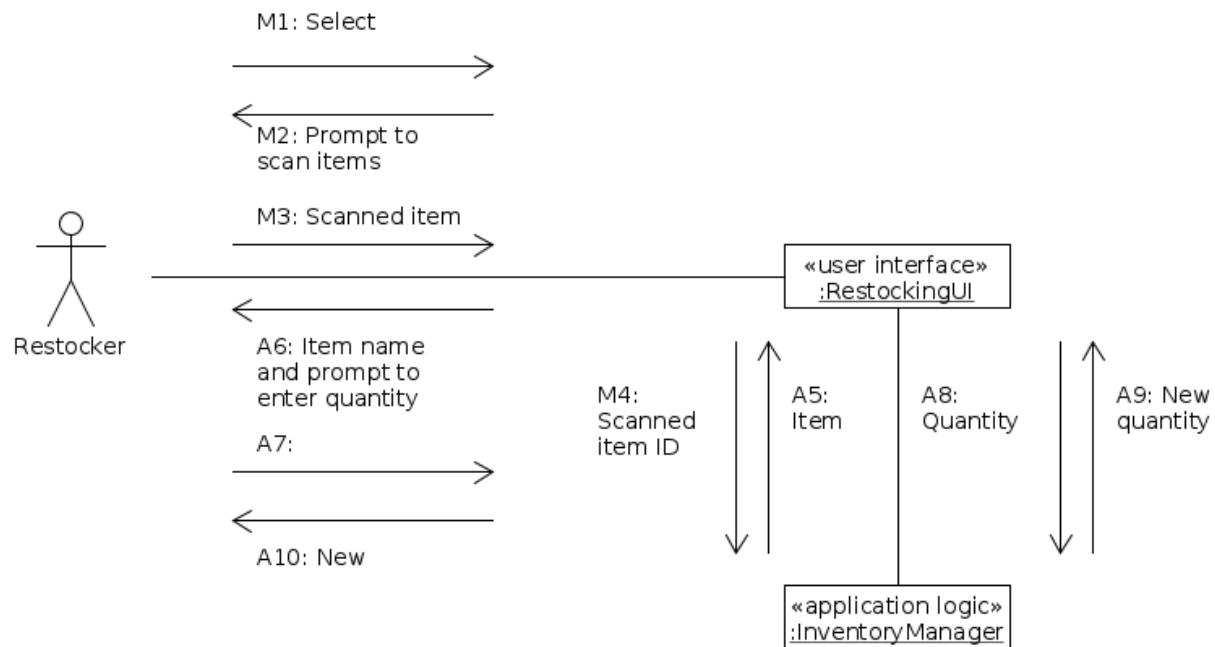 M1: Select
M2: Prompt to
scan items
M3: Scanned item
«user interface»
:RestockingUI
Restocker
A6: Item name
and prompt to
enter quantity
M4:
Scanned
item ID
A5:
Item
A8:
Quantity
A9: New
quantity
A7:
A10: New
«application logic»
:InventoryManager